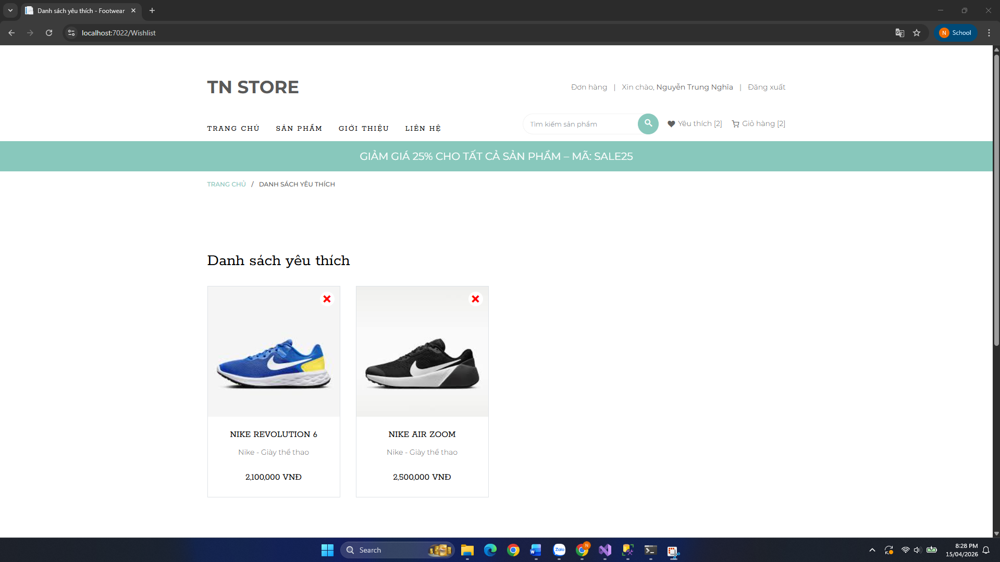 Danh sách yêu thích - Footwear
localhost:7022/Wishlist
N School
TN STORE
Đơn hàng | Xin chào, Nguyễn Trung Nghĩa | Đăng xuất
TRANG CHỦ SẢN PHẨM GIỚI THIỆU LIÊN HỆ
Tìm kiếm sản phẩm
Yêu thích [2]
Giỏ hàng [2]
GIẢM GIÁ 25% CHO TẤT CẢ SẢN PHẨM – MÃ: SALE25
TRANG CHỦ / DANH SÁCH YÊU THÍCH
Danh sách yêu thích
NIKE REVOLUTION 6
Nike - Giày thể thao
2,100,000 VNĐ
NIKE AIR ZOOM
Nike - Giày thể thao
2,500,000 VNĐ
Search
W
Zalo
N
8:28 PM
15/04/2026